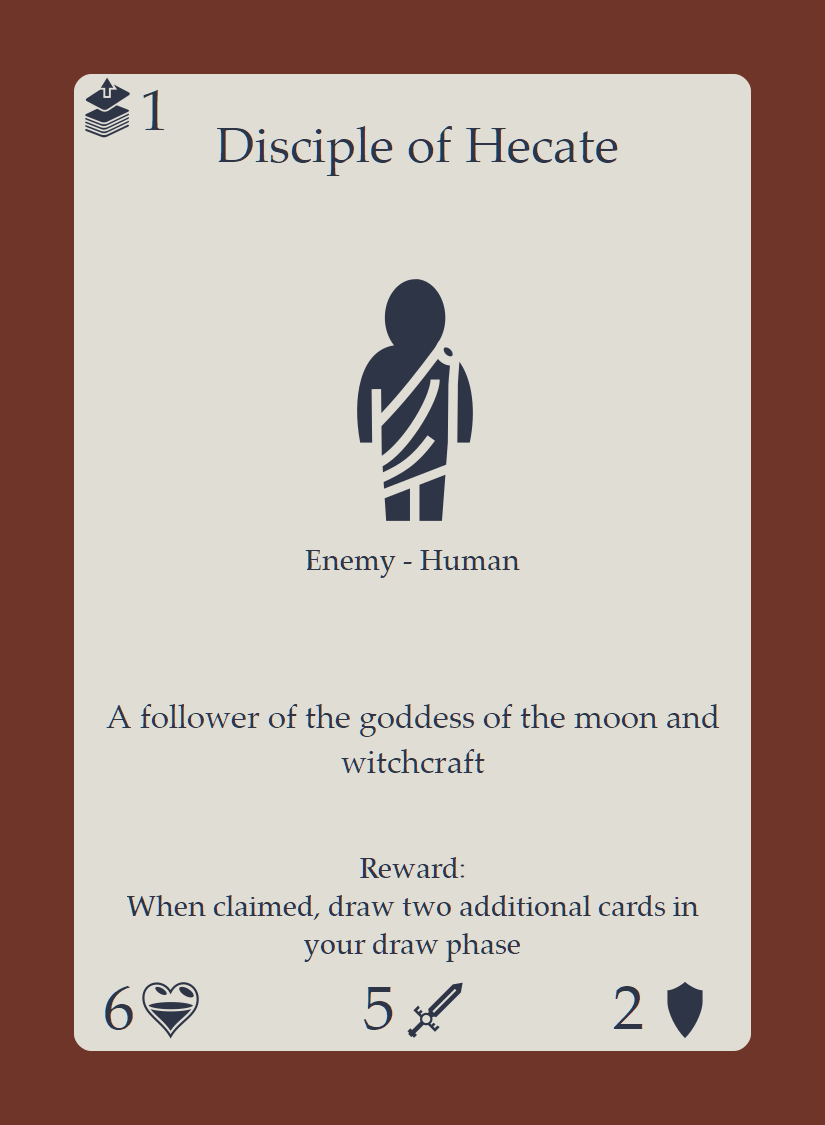 1
Disciple of Hecate
Enemy - Human
A follower of the goddess of the moon and
witchcraft
Reward:
When claimed, draw two additional cards in
your draw phase
6 5 2